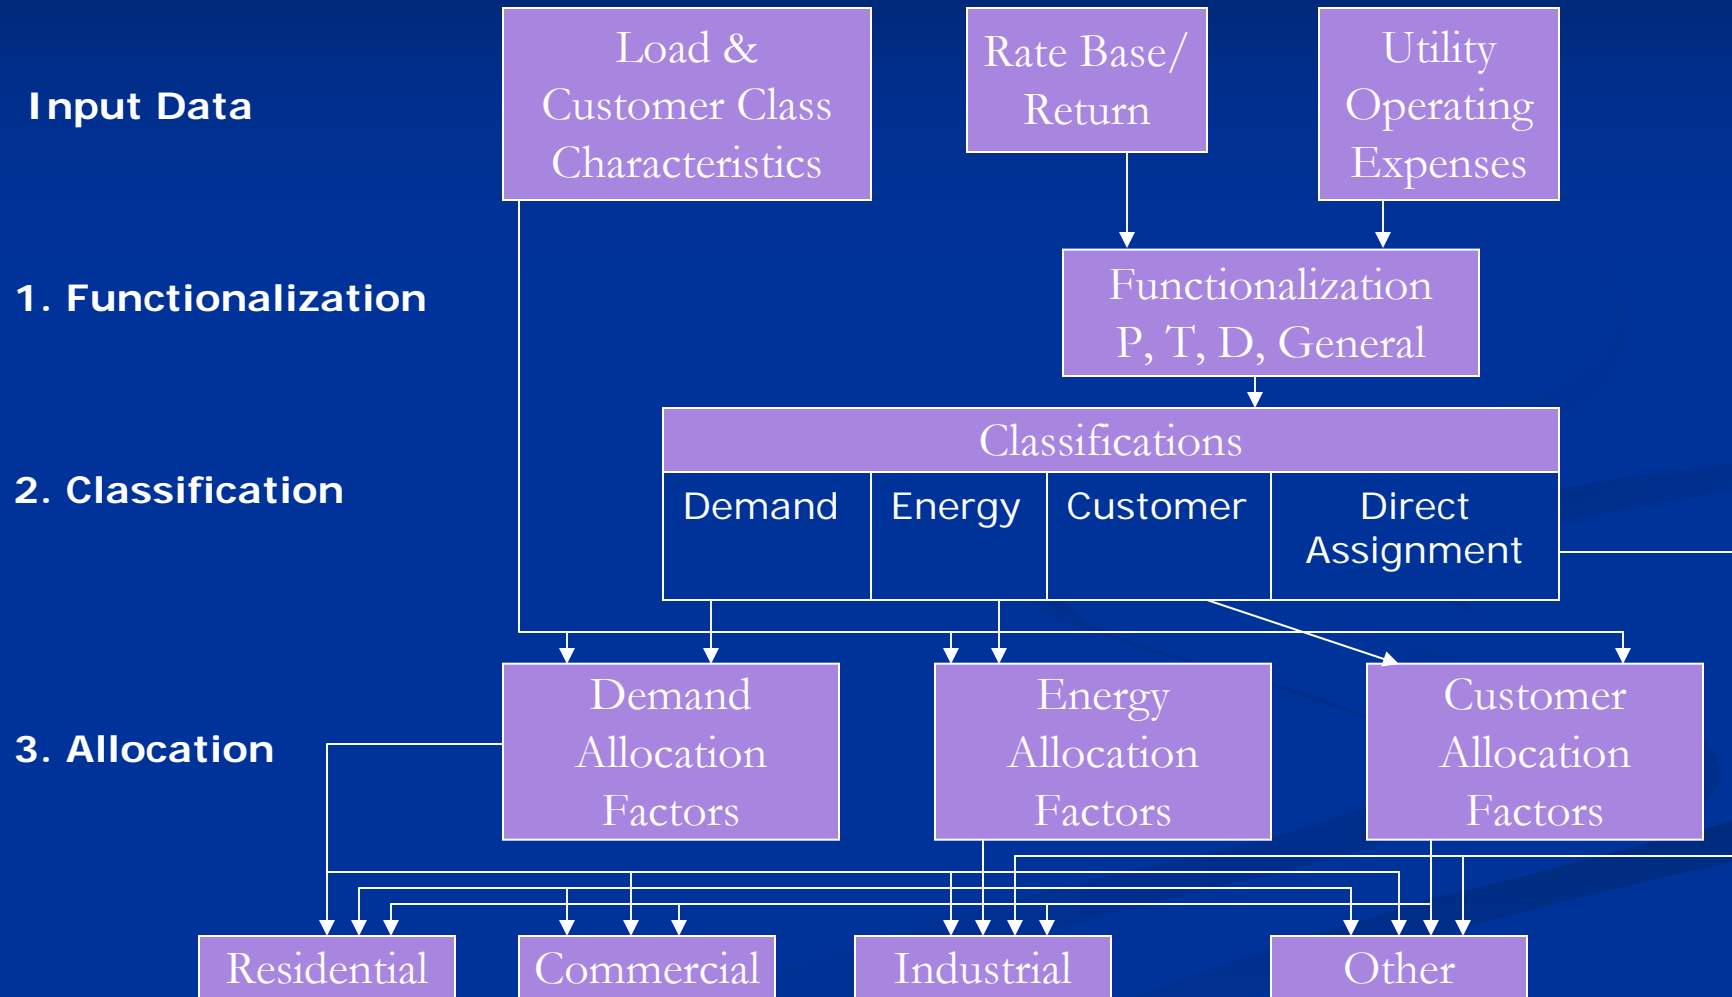 Input Data
Load &
Customer Class
Characteristics
Rate Base/
Return
Utility
Operating
Expenses
1. Functionalization
Functionalization
P, T, D, General
2. Classification
Classifications
Demand
Energy
Customer
Direct
Assignment
3. Allocation
Demand
Allocation
Factors
Energy
Allocation
Factors
Customer
Allocation
Factors
Residential
Commercial
Industrial
Other